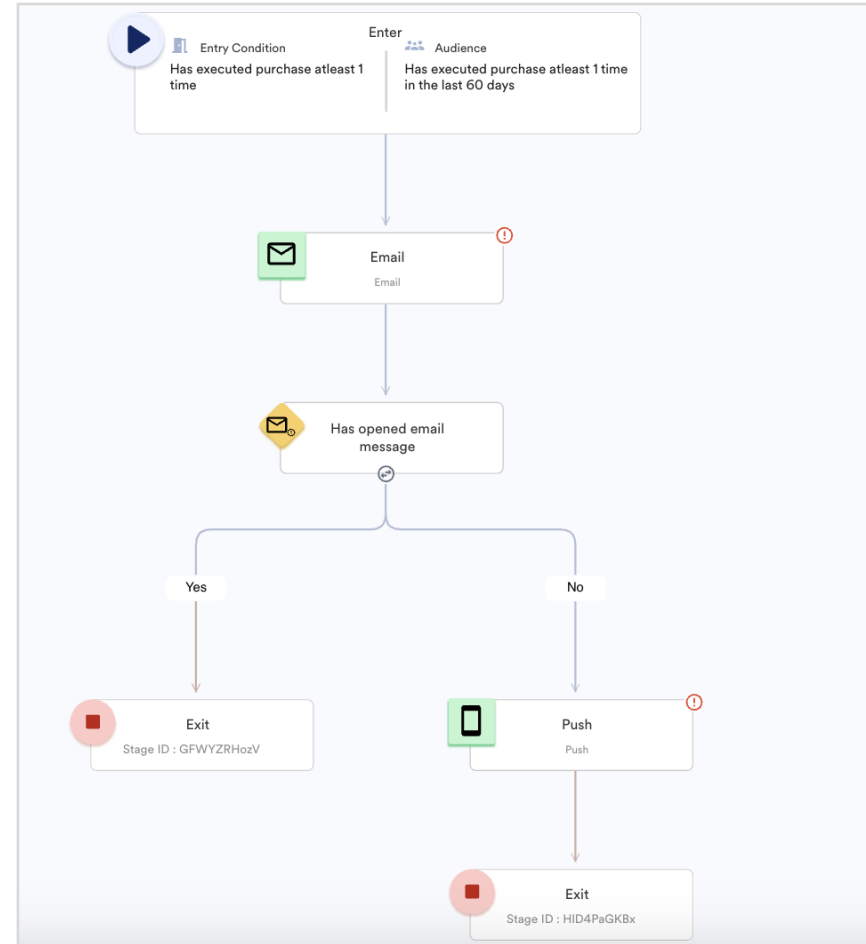 Enter
Entry Condition
Has executed purchase atleast 1
time
Audience
Has executed purchase atleast 1 time
in the last 60 days
Email
Email
Has opened email
message
Yes
No
Exit
Stage ID : GFWYZRHozV
Push
Push
Exit
Stage ID : HID4PaGKBx